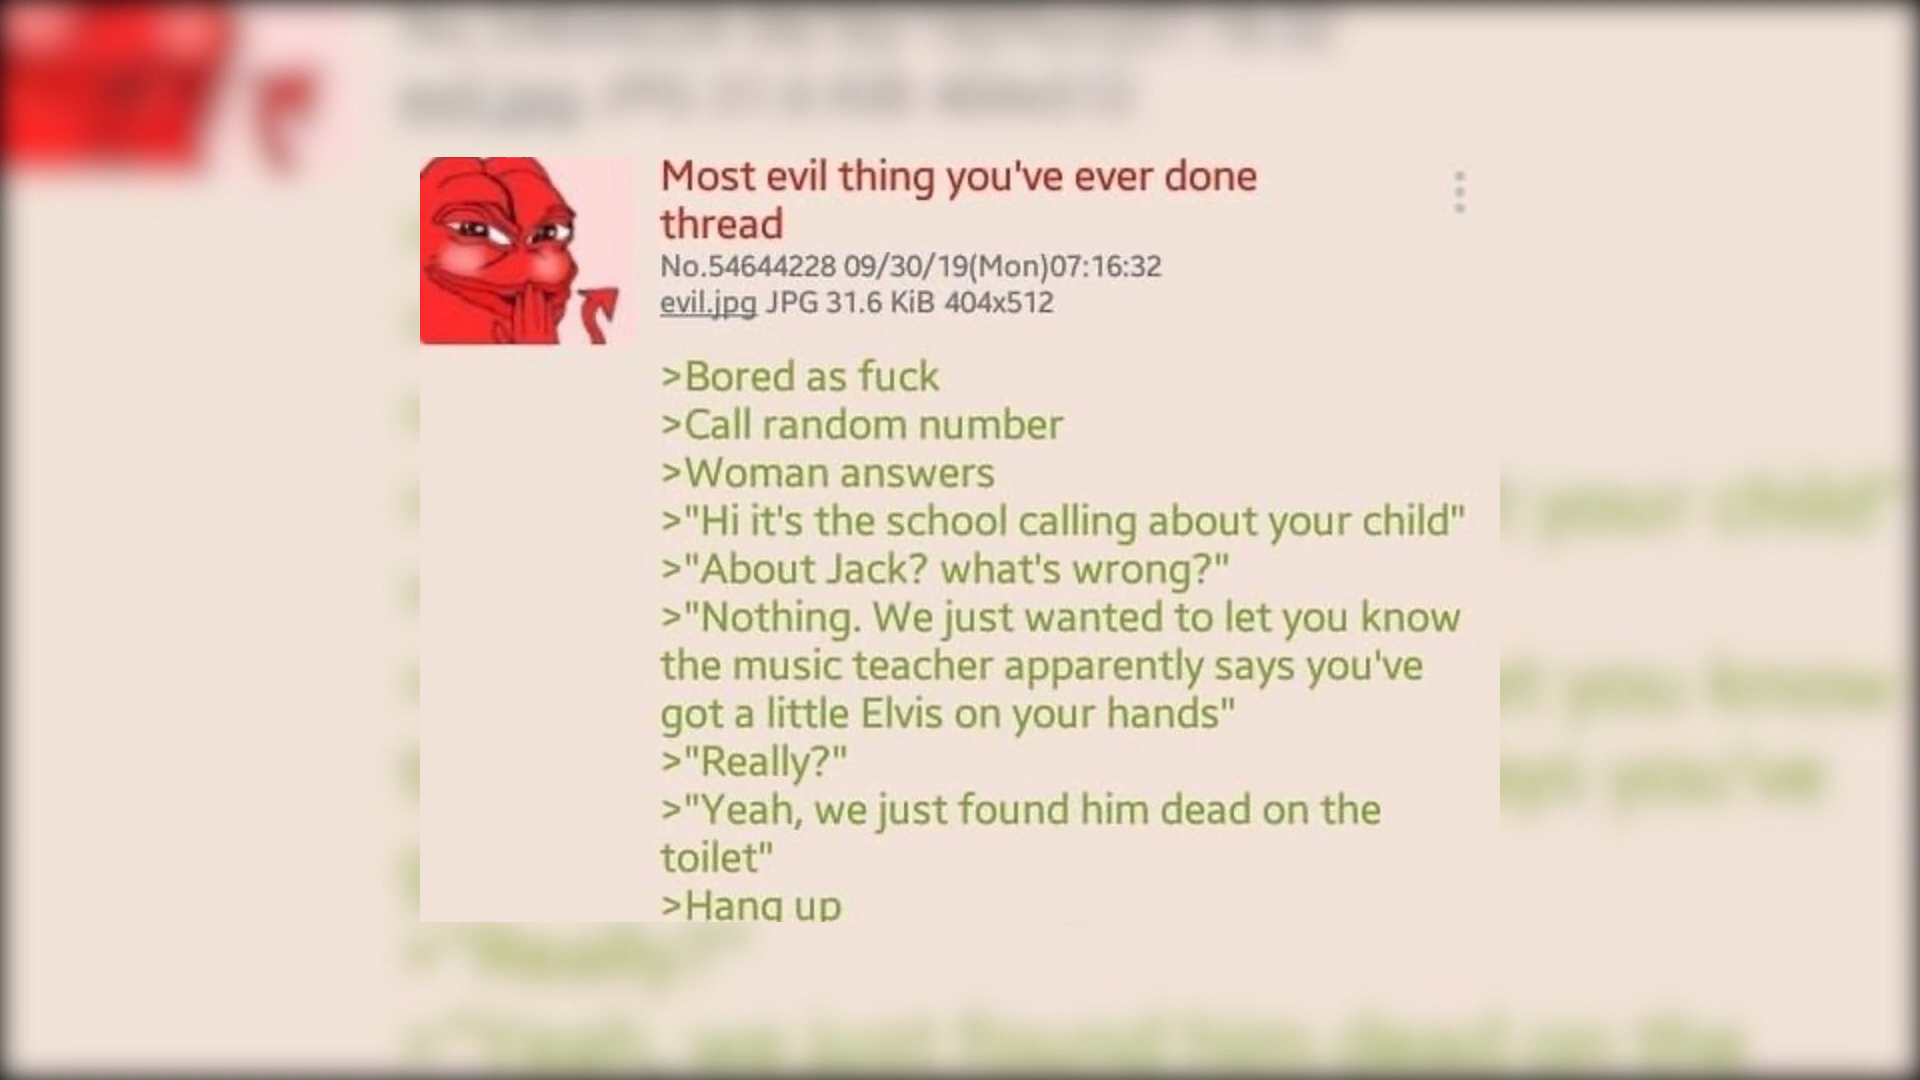 Most evil thing you've ever done
thread
No.54644228 09/30/19(Mon)07:16:32
evil.jpg JPG 31.6 KiB 404x512
>Bored as fuck
>Call random number
>Woman answers
>"Hi it's the school calling about your child"
>"About Jack? what's wrong?"
>"Nothing. We just wanted to let you know
the music teacher apparently says you've
got a little Elvis on your hands"
>"Really?"
>"Yeah, we just found him dead on the
toilet"
>Hang up